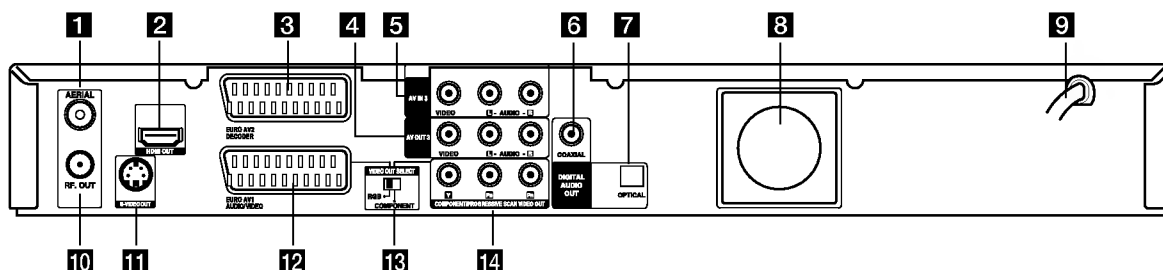 1 2 3 4 5 6 7 8 9
AERIAL
RF. OUT
HDMI OUT
S-VIDEO OUT
EURO AV2
DECODER
EURO AV1
AUDIO/VIDEO
VIDEO OUT SELECT
RGB
COMPONENT
AV IN 3
VIDEO
L - AUDIO - R
AV OUT 3
VIDEO
L - AUDIO - R
Y
COMPONENT/PROGRESSIVE SCAN VIDEO OUT
COAXIAL
DIGITAL
AUDIO
OUT
OPTICAL
10 11 12 13 14